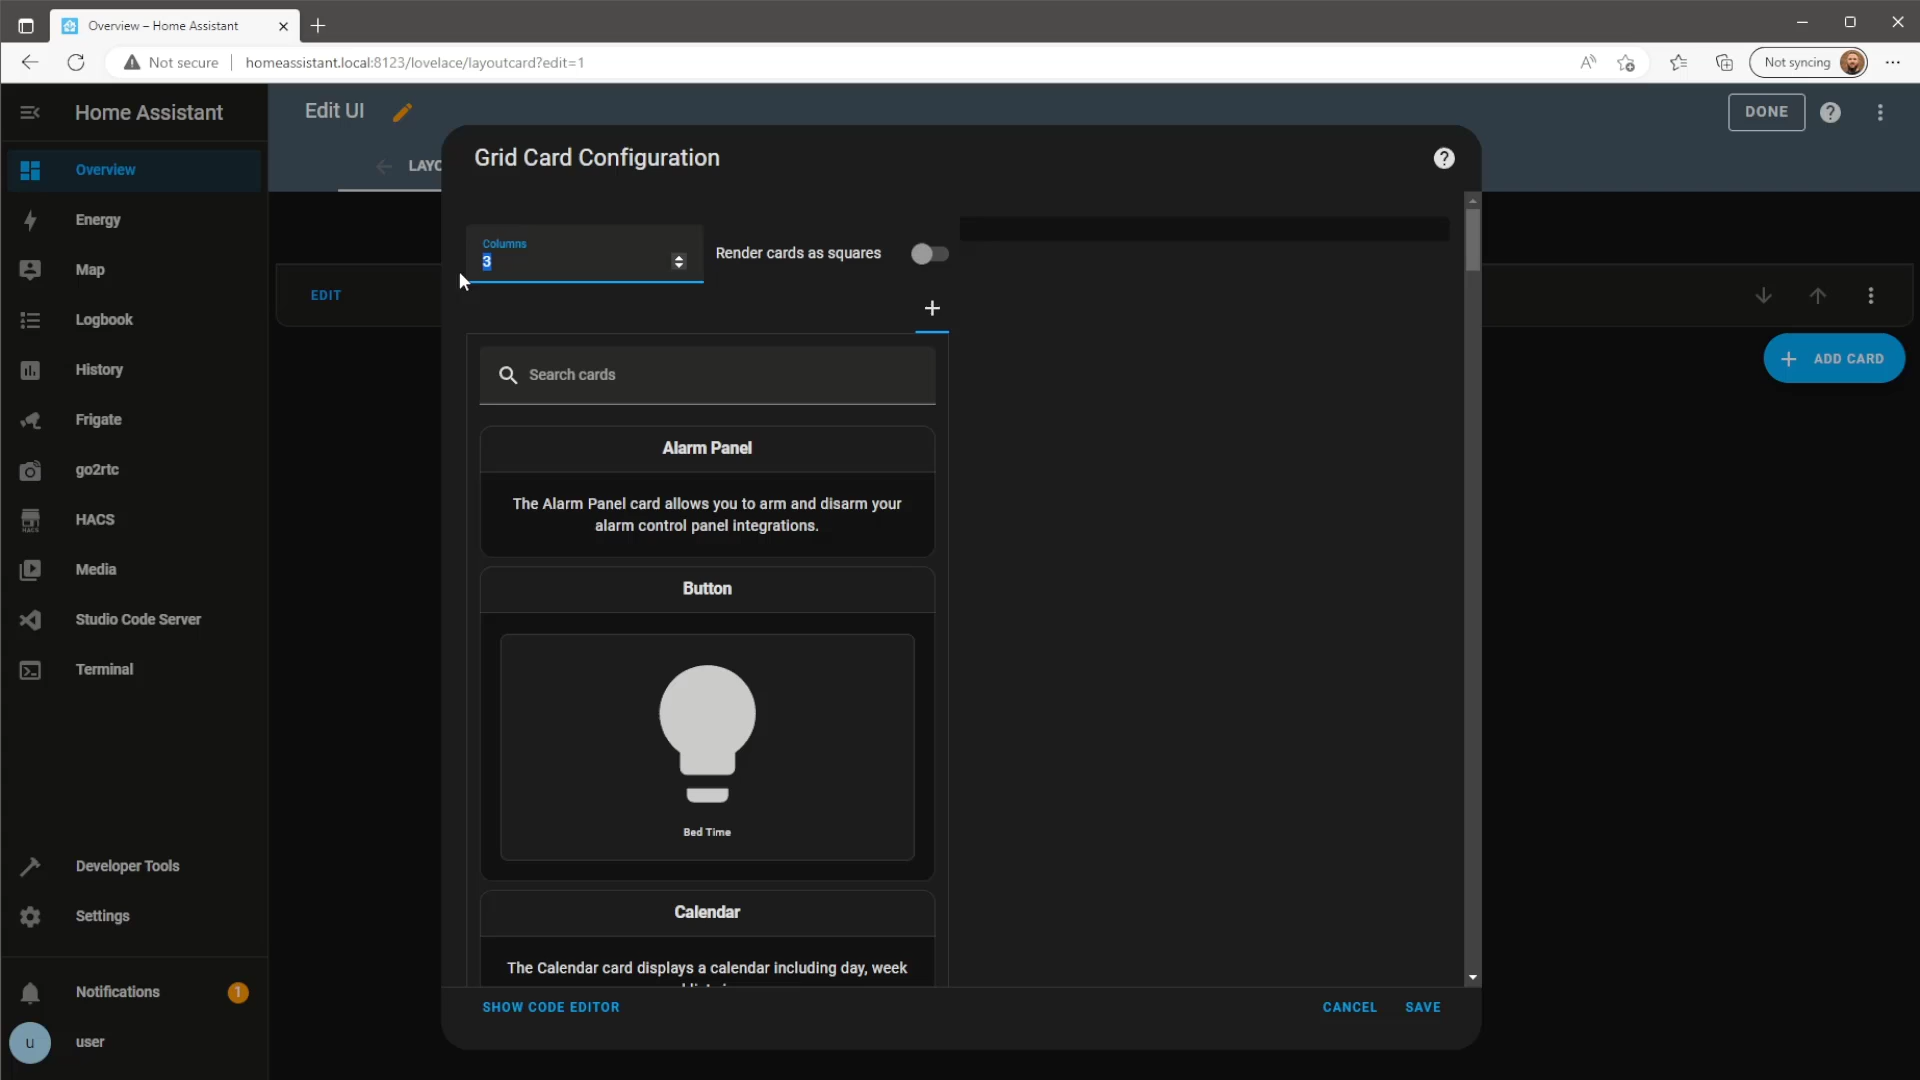 Overview – Home Assistant
Not secure
homeassistant.local:8123/lovelace/layoutcard?edit=1
Not syncing
Home Assistant
Edit UI
DONE
Grid Card Configuration
Overview
Energy
Map
Logbook
History
Frigate
go2rtc
HACS
HACS
Media
Studio Code Server
Terminal
Developer Tools
Settings
Notifications
1
u
user
EDIT
ADD CARD
Columns
3
Render cards as squares
Search cards
Alarm Panel
The Alarm Panel card allows you to arm and disarm your
alarm control panel integrations.
Button
Bed Time
Calendar
The Calendar card displays a calendar including day, week
SHOW CODE EDITOR
CANCEL
SAVE